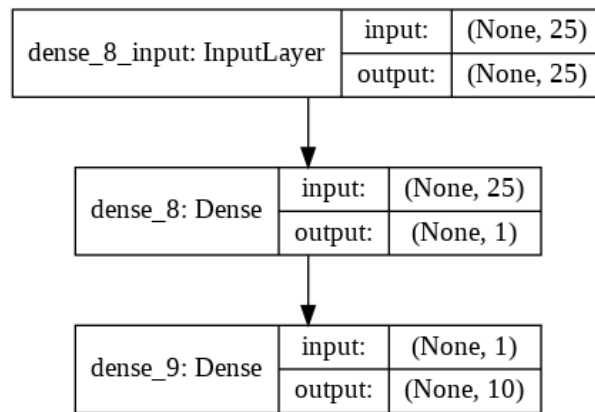 dense_8_input: InputLayer
input: (None, 25)
output: (None, 25)
dense_8: Dense
input: (None, 25)
output: (None, 1)
dense_9: Dense
input: (None, 1)
output: (None, 10)